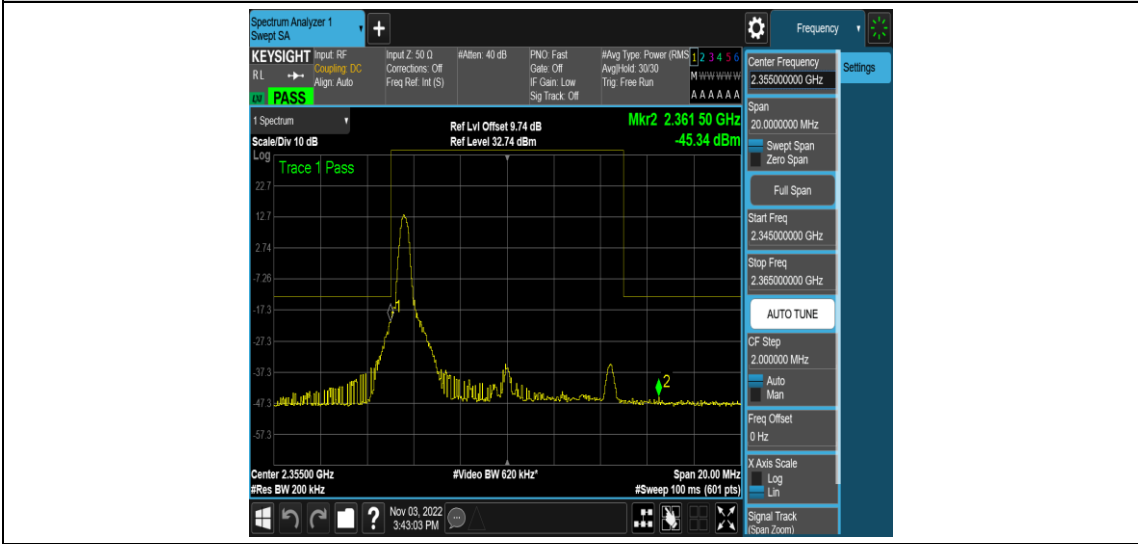 Spectrum Analyzer 1
Swept SA
+
Frequency
KEYSIGHT
RL
PASS
Input: RF
Coupling: DC
Align: Auto
Input Z: 50 Ω
Corrections: Off
Freq Ref: Int (S)
#Atten: 40 dB
PNO: Fast
Gate: Off
IF Gain: Low
Sig Track: Off
#Avg Type: Power (RMS
Avg|Hold: 30/30
Trig: Free Run
1 2 3 4 5 6
M W W W W W
A A A A A A
1 Spectrum
Scale/Div 10 dB
Ref Lvl Offset 9.74 dB
Ref Level 32.74 dBm
Mkr2 2.361 50 GHz
-45.34 dBm
Log
Trace 1 Pass
22.7
12.7
2.74
-7.26
-17.3
-27.3
-37.3
-47.3
-57.3
1
2
Center 2.35500 GHz
#Res BW 200 kHz
#Video BW 620 kHz*
Span 20.00 MHz
#Sweep 100 ms (601 pts)
?
Nov 03, 2022
3:43:03 PM
Center Frequency
2.355000000 GHz
Span
20.0000000 MHz
Swept Span
Zero Span
Full Span
Start Freq
2.345000000 GHz
Stop Freq
2.365000000 GHz
AUTO TUNE
CF Step
2.000000 MHz
Auto
Man
Freq Offset
0 Hz
X Axis Scale
Log
Lin
Signal Track
(Span Zoom)
Settings